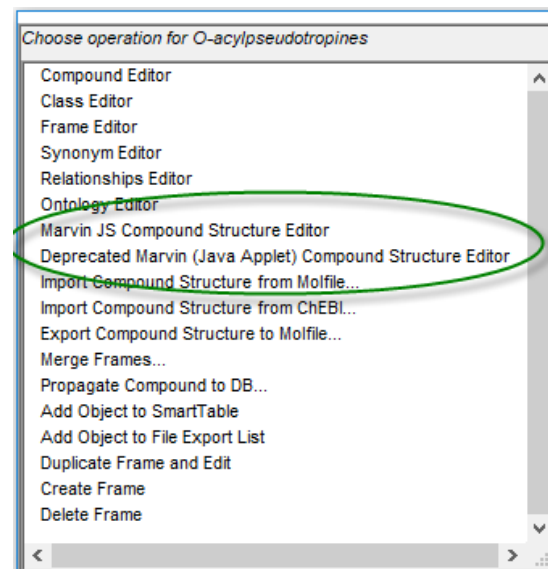 Choose operation for O-acylpseudotropines
Compound Editor
Class Editor
Frame Editor
Synonym Editor
Relationships Editor
Ontology Editor
Marvin JS Compound Structure Editor
Deprecated Marvin (Java Applet) Compound Structure Editor
Import Compound Structure from Molfile...
Import Compound Structure from ChEBI...
Export Compound Structure to Molfile...
Merge Frames...
Propagate Compound to DB...
Add Object to SmartTable
Add Object to File Export List
Duplicate Frame and Edit
Create Frame
Delete Frame